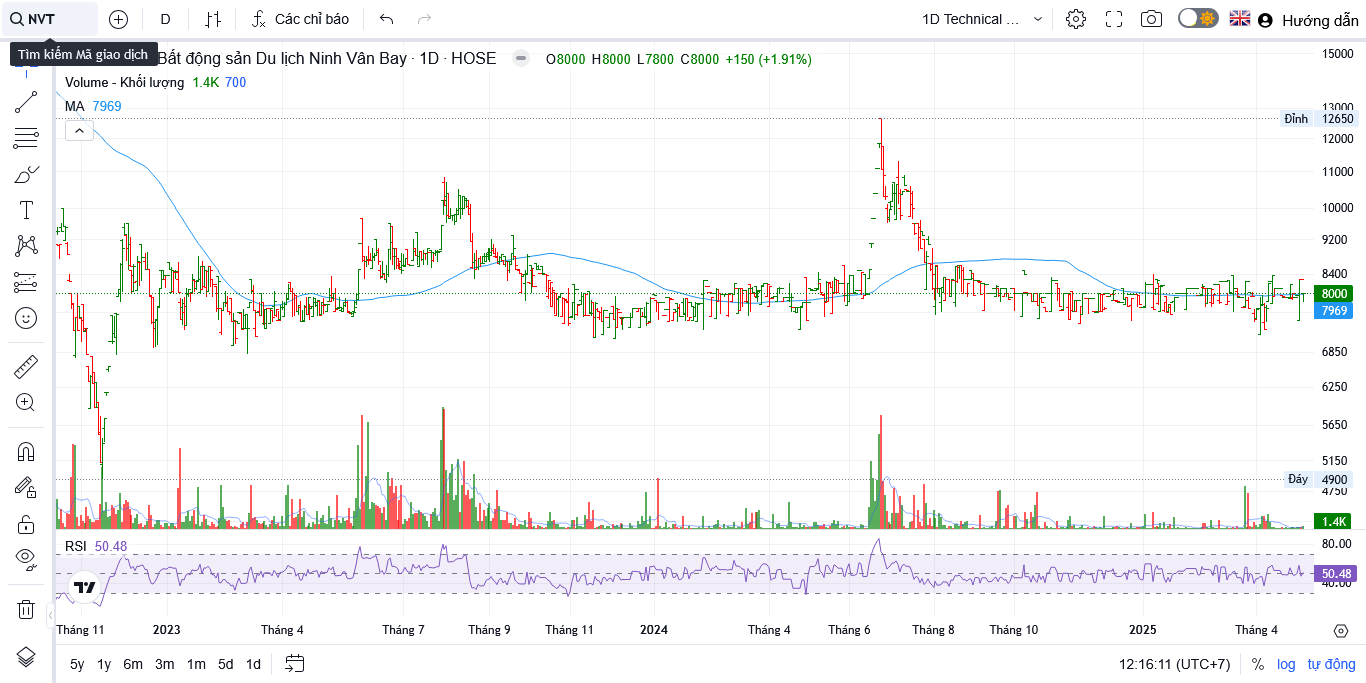 NVT
D
Các chỉ báo
1D Technical ...
Hướng dẫn
Tìm kiếm Mã giao dịch
Bất động sản Du lịch Ninh Vân Bay · 1D · HOSE
O8000 H8000 L7800 C8000 +150 (+1.91%)
Volume - Khối lượng 1.4K 700
MA 7969
15000
13000
Đỉnh 12650
12000
11000
10000
9200
8400
8000
7969
6850
6250
5650
5150
Đáy 4900
4750
1.4K
RSI 50.48
80.00
50.48
40.00
Tháng 11 2023 Tháng 4 Tháng 7 Tháng 9 Tháng 11 2024 Tháng 4 Tháng 6 Tháng 8 Tháng 10 2025 Tháng 4
5y 1y 6m 3m 1m 5d 1d
12:16:11 (UTC+7) % log tự động